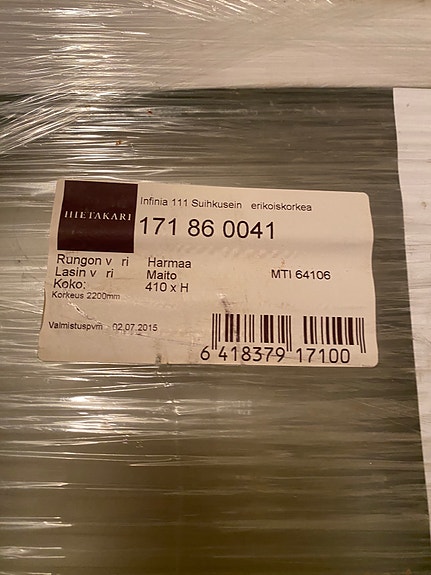 HIETAKARI
Infinia 111 Suihkusein erikoiskorkea
171 86 0041
Rungon v ri Harmaa
Lasin v ri Maito MTI 64106
Koko: 410 x H
Korkeus 2200mm
Valmistuspvm 02.07.2015
6 418379 17100